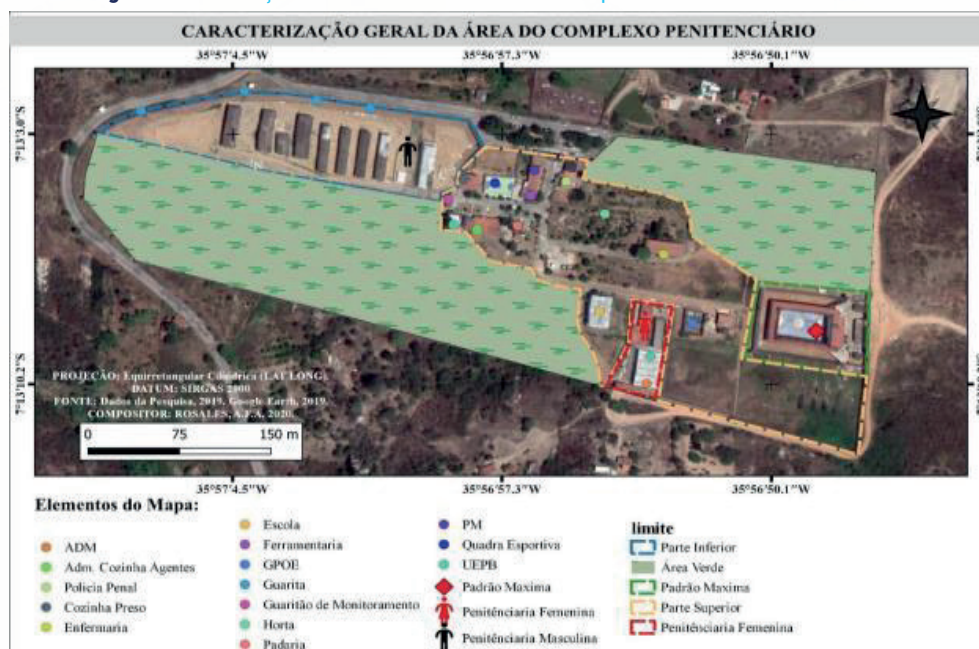 CARACTERIZAÇÃO GERAL DA ÁREA DO COMPLEXO PENITENCIÁRIO
35°57'4.5"W 35°56'57.3"W 35°56'50.1"W
7°13'3.0"S
7°13'10.2"S
PROJEÇÃO: Equirretangular Cilíndrica (LAT/LONG).
DATUM: SIRGAS 2000
FONTE: Dados da Pesquisa, 2019. Google Earth, 2019.
COMPOSITOR: ROSALES, A.F.A. 2020.
0 75 150 m
35°57'4.5"W 35°56'57.3"W 35°56'50.1"W
Elementos do Mapa:
ADM
Adm. Cozinha Agentes
Policia Penal
Cozinha Preso
Enfermaria
Escola
Ferramentaria
GPOE
Guarita
Guaritão de Monitoramento
Horta
Padaria
PM
Quadra Esportiva
UEPB
Padrão Maxima
Penitênciaria Feminina
Penitênciaria Masculina
limite
Parte Inferior
Área Verde
Padrão Maxima
Parte Superior
Penitênciaria Feminina